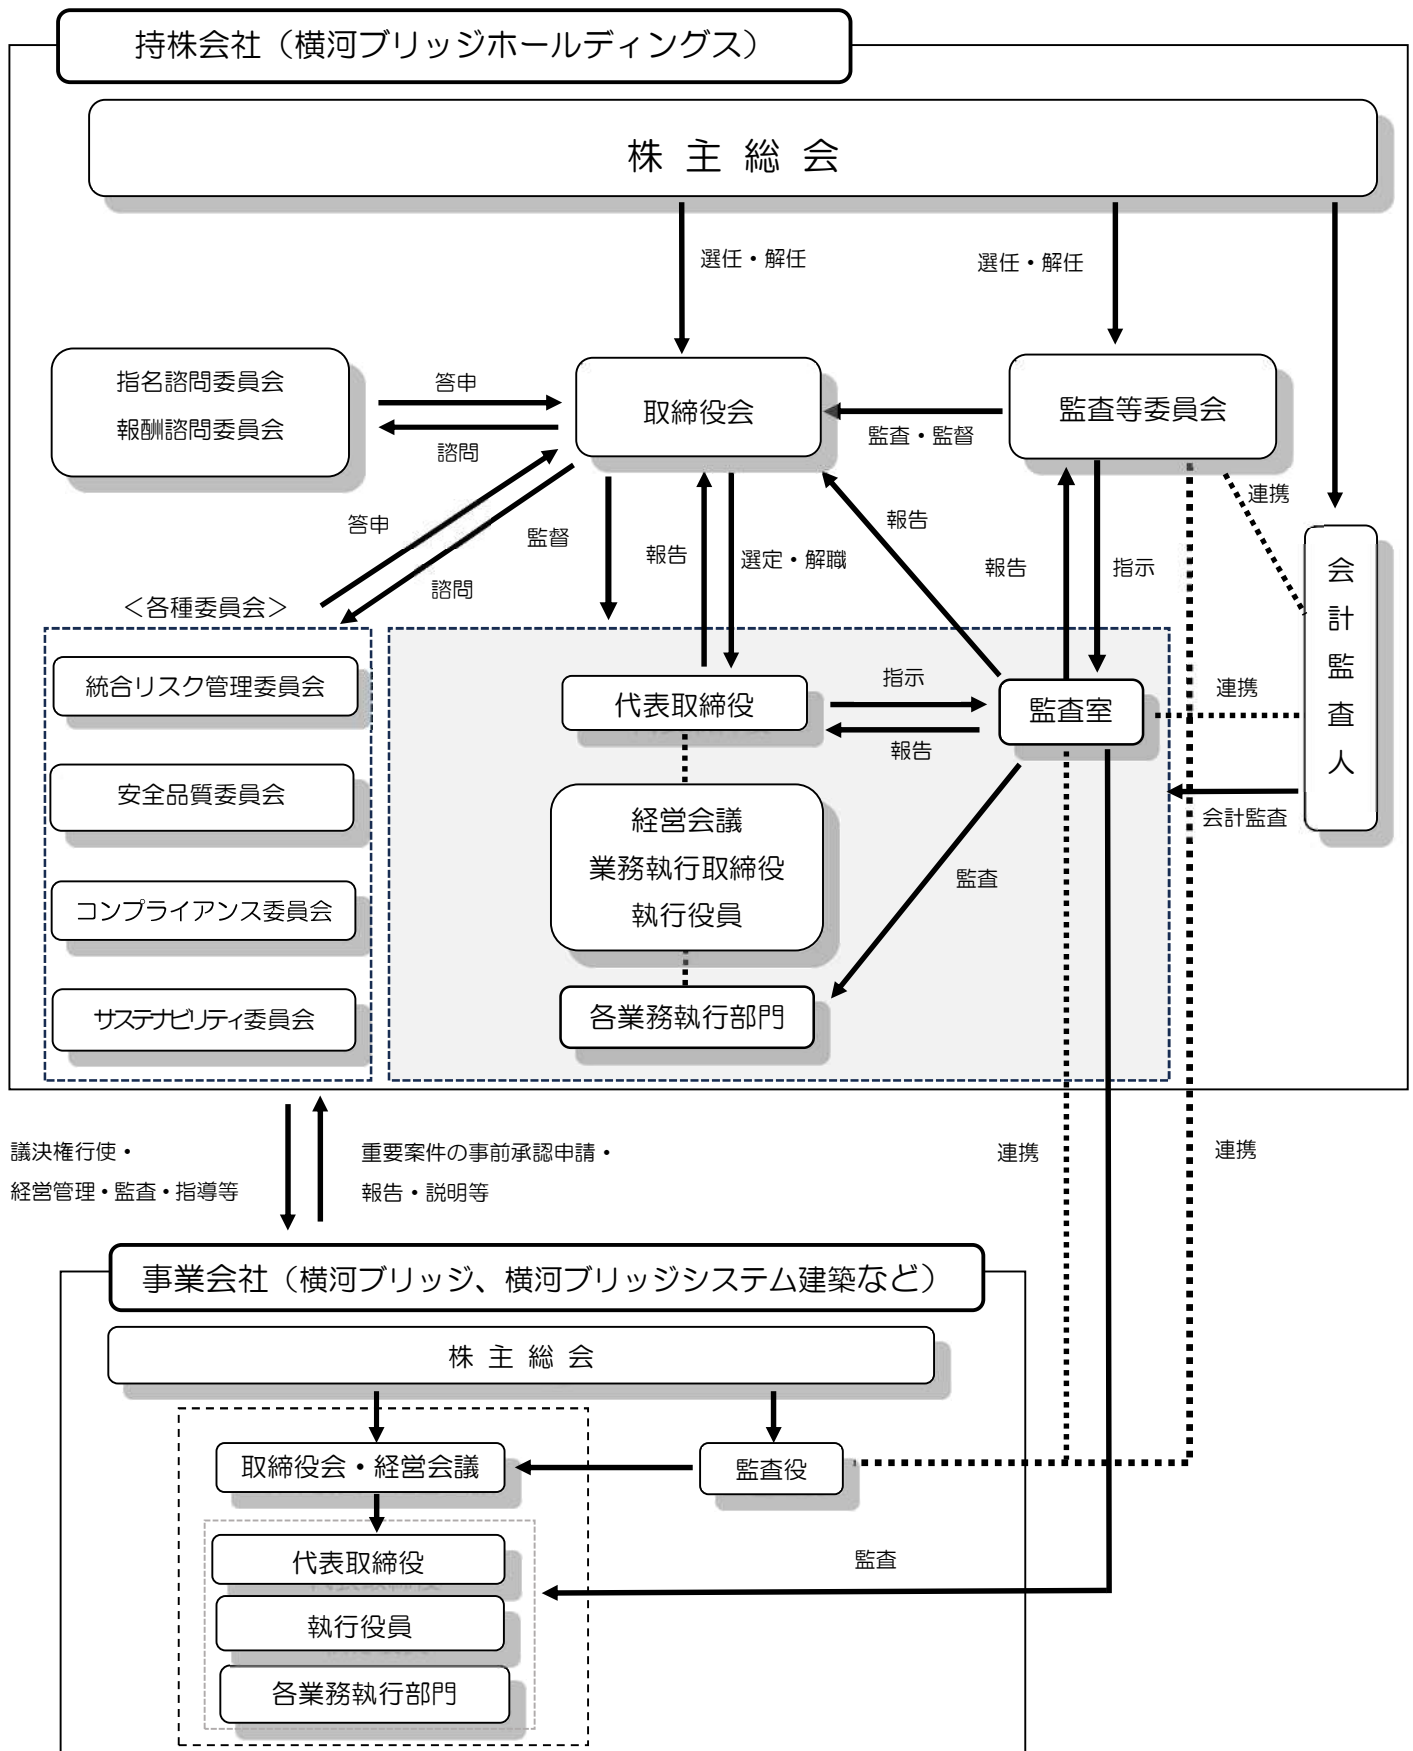 持株会社（横河ブリッジホールディングス）
株 主 総 会
選任・解任
選任・解任
指名諮問委員会
報酬諮問委員会
答申
諮問
取締役会
監査・監督
監査等委員会
連携
答申
諮問
監督
報告
選定・解職
報告
報告
指示
会計監査人
＜各種委員会＞
統合リスク管理委員会
安全品質委員会
コンプライアンス委員会
サステナビリティ委員会
代表取締役
指示
報告
監査室
連携
会計監査
経営会議
業務執行取締役
執行役員
監査
各業務執行部門
議決権行使・
経営管理・監査・指導等
重要案件の事前承認申請・
報告・説明等
連携
連携
事業会社（横河ブリッジ、横河ブリッジシステム建築など）
株 主 総 会
取締役会・経営会議
監査役
代表取締役
執行役員
各業務執行部門
監査